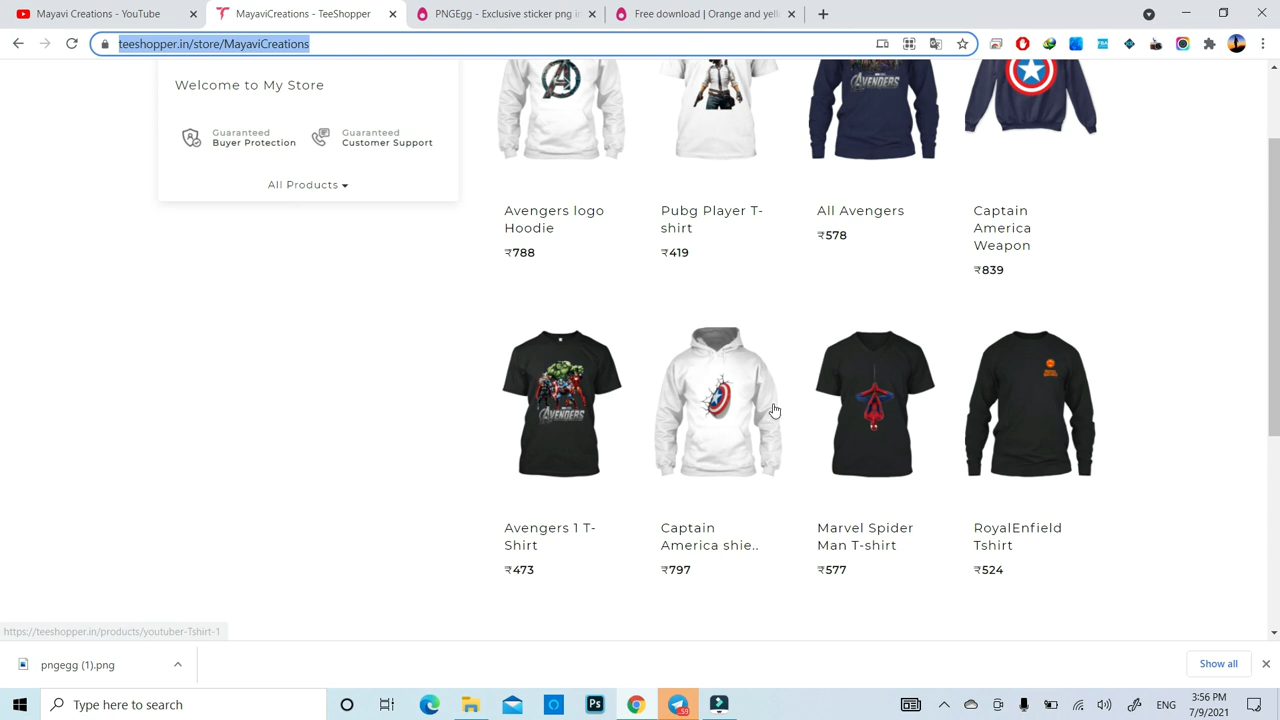 Mayavi Creations - YouTube
MayaviCreations - TeeShopper
PNGEgg - Exclusive sticker png in
Free download | Orange and yell
teeshopper.in/store/MayaviCreations
Welcome to My Store
Guaranteed
Buyer Protection
Guaranteed
Customer Support
All Products
AVENGERS
Avengers logo
Hoodie
₹788
Pubg Player T-
shirt
₹419
All Avengers
₹578
Captain
America
Weapon
₹839
AVENGERS
Avengers 1 T-
Shirt
₹473
Captain
America shie..
₹797
Marvel Spider
Man T-shirt
₹577
RoyalEnfield
Tshirt
₹524
https://teeshopper.in/products/youtuber-Tshirt-1
pngegg (1).png
Show all
Type here to search
Ps
ENG
3:56 PM
7/9/2021